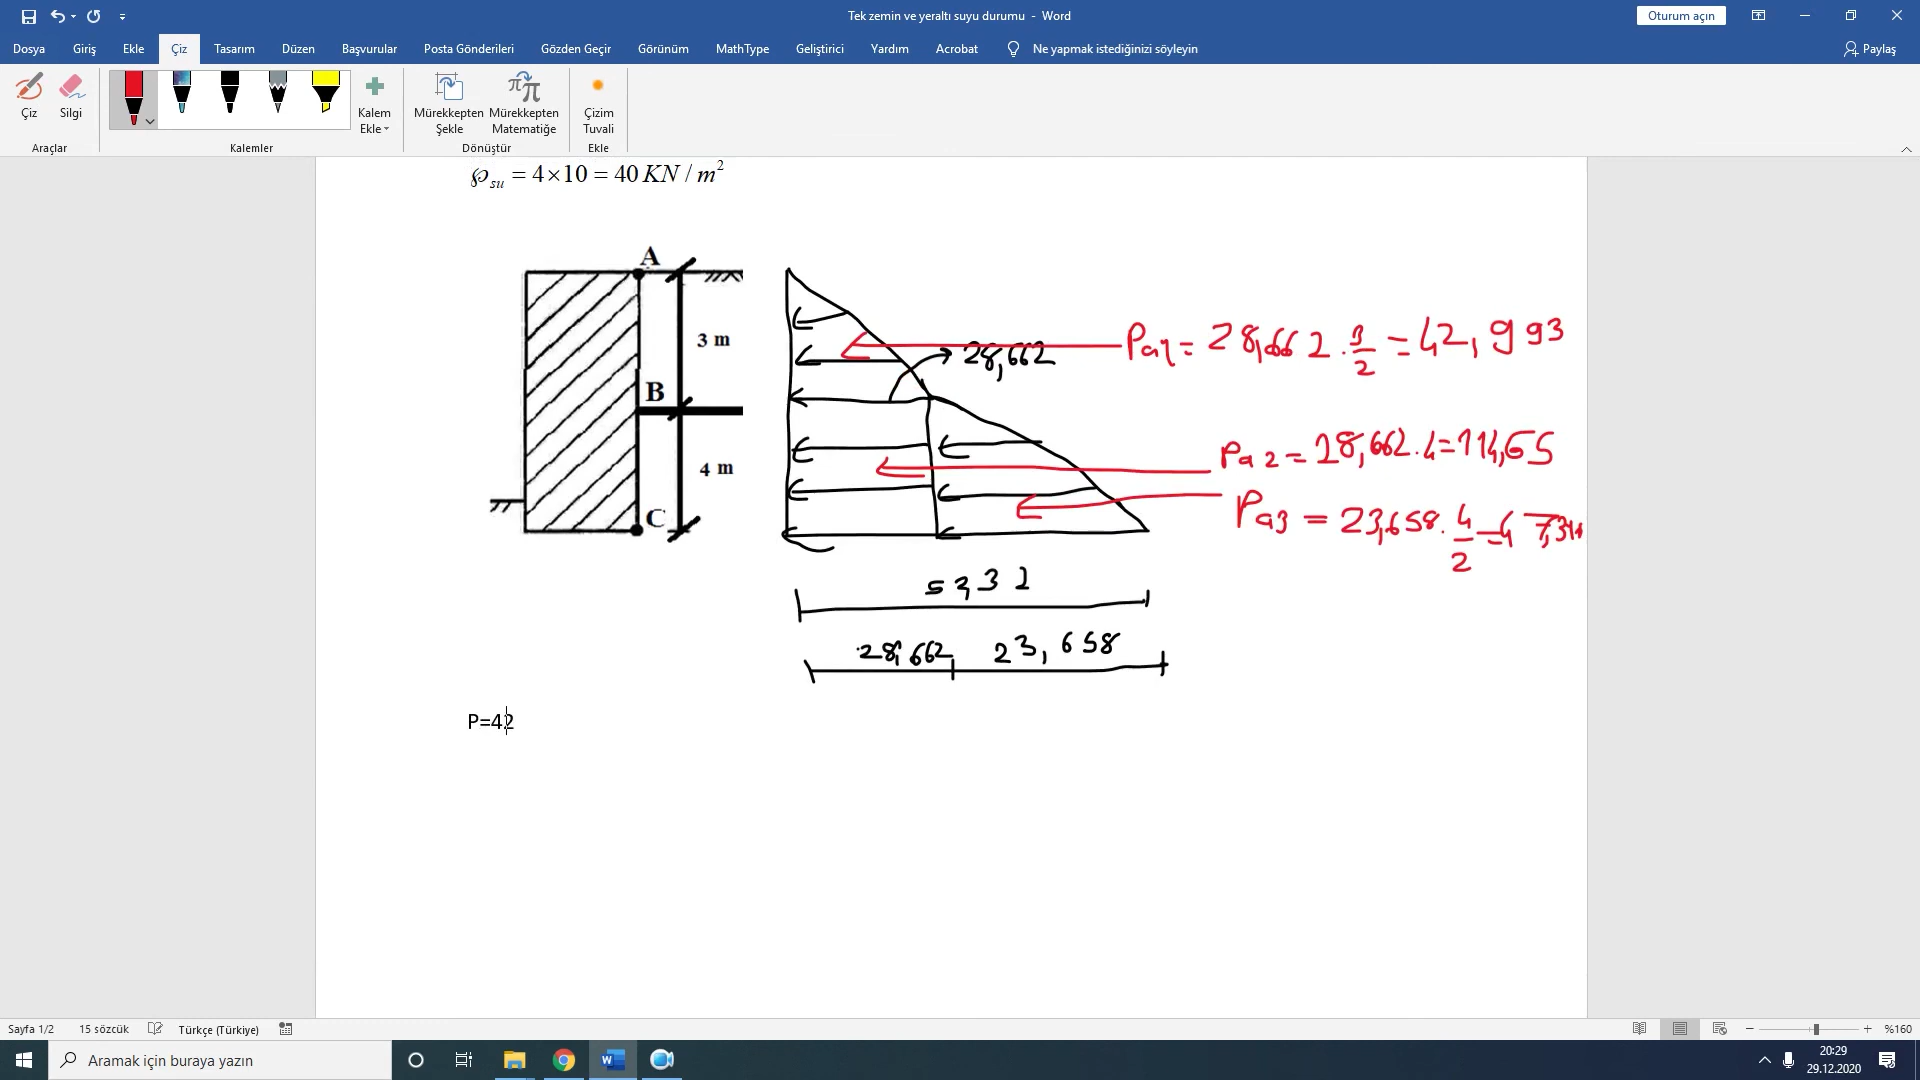 Tek zemin ve yeraltı suyu durumu - Word
Oturum açın
Dosya Giriş Ekle Çiz Tasarım Düzen Başvurular Posta Gönderileri Gözden Geçir Görünüm MathType Geliştirici Yardım Acrobat Ne yapmak istediğinizi söyleyin Paylaş
Çiz Silgi Kalem Ekle Mürekkepten Şekle Mürekkepten Matematiğe Çizim Tuvali
Araçlar Kalemler Dönüştür Ekle
℘su = 4×10 = 40 KN / m²
A
3 m
B
4 m
C
28,662
Pa1 = 28,662 . 3/2 = 42,993
Pa2 = 28,662 . 4 = 114,65
Pa3 = 23,658 . 4/2 = 47,31
52,32
28,662 23,658
P=42
Sayfa 1/2 15 sözcük Türkçe (Türkiye) %160
Aramak için buraya yazın
20:29
29.12.2020